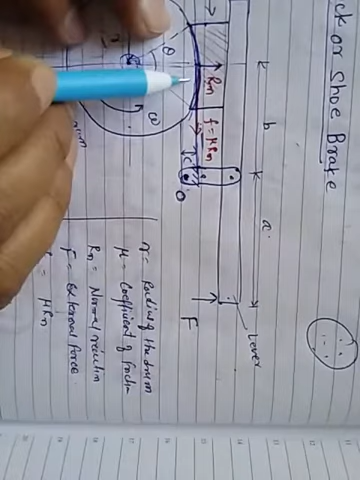 ck or Shoe Brake
b
a
Rn
f = μRn
θ
ω
c
O
F
Lever
r = Radius of the drum
μ = Coefficient of
Rn = Normal reaction
F = External force
= μRn